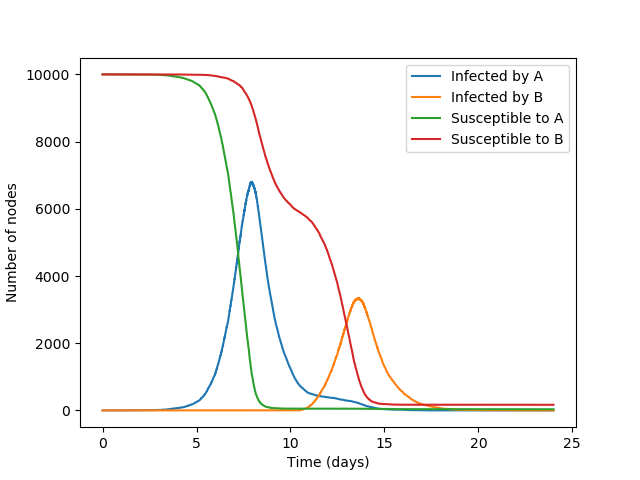 Number of nodes
10000
8000
6000
4000
2000
0
Infected by A
Infected by B
Susceptible to A
Susceptible to B
0 5 10 15 20 25
Time (days)